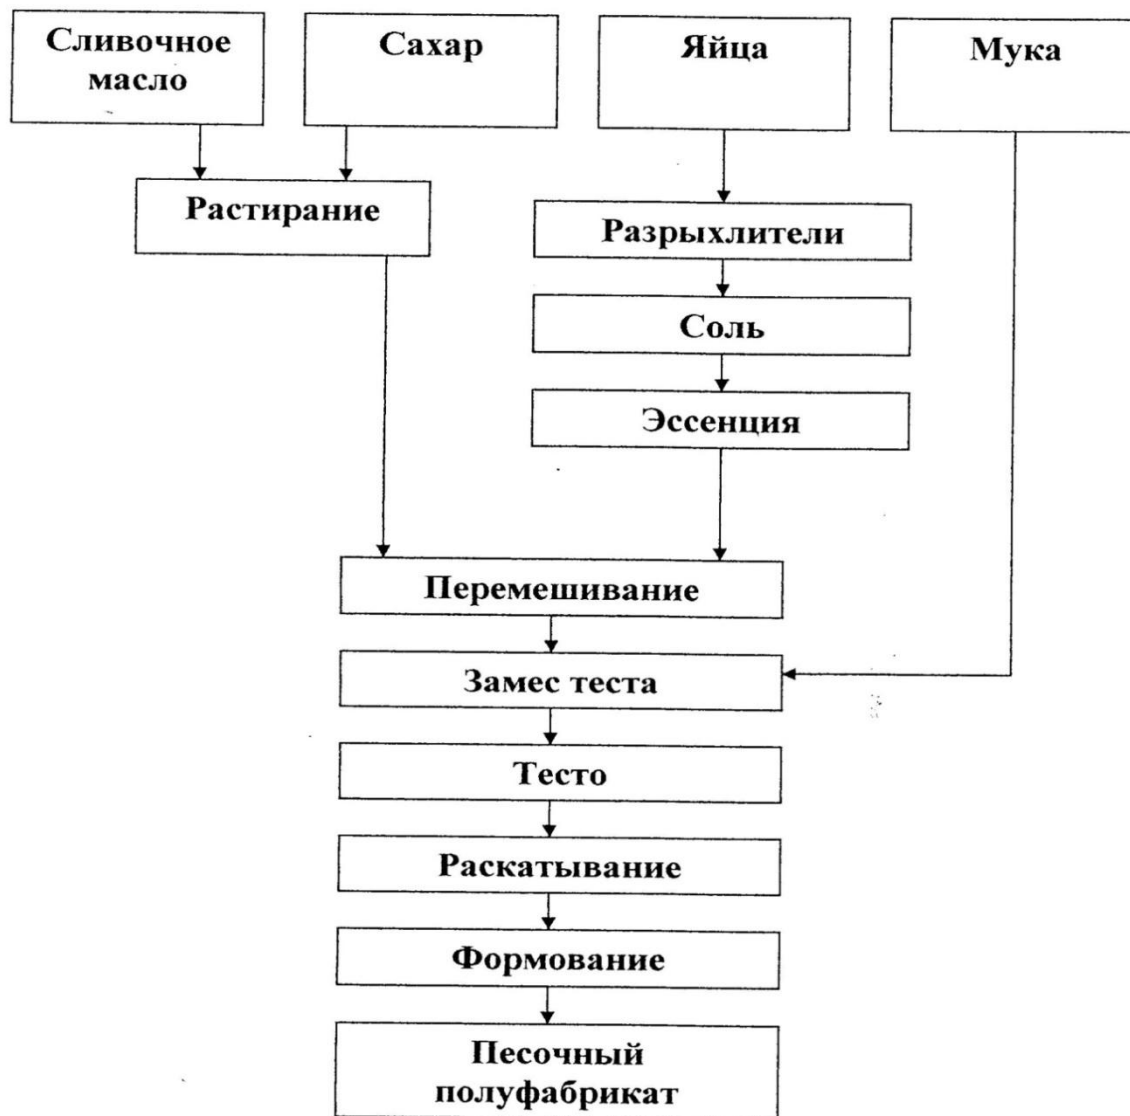 Сливочное
масло
Сахар
Яйца
Мука
Растирание
Разрыхлители
Соль
Эссенция
Перемешивание
Замес теста
Тесто
Раскатывание
Формование
Песочный
полуфабрикат